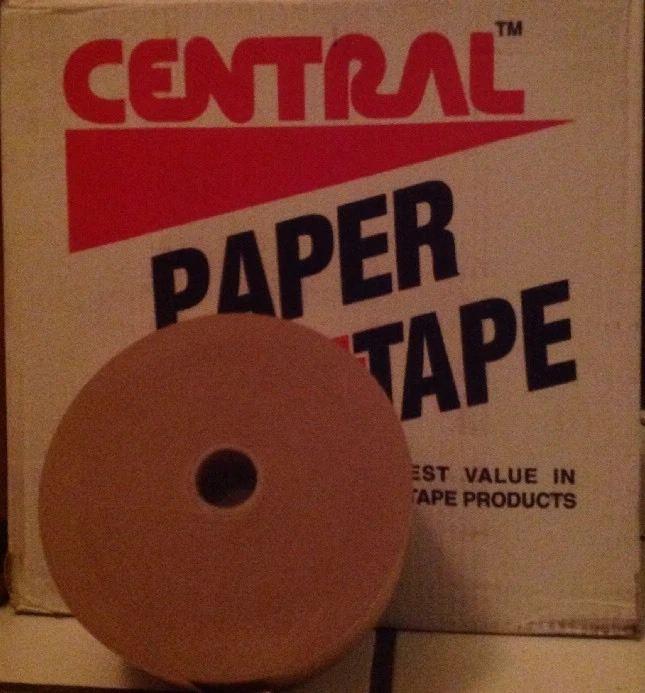 CENTRAL™
PAPER
TAPE
EST VALUE IN
TAPE PRODUCTS